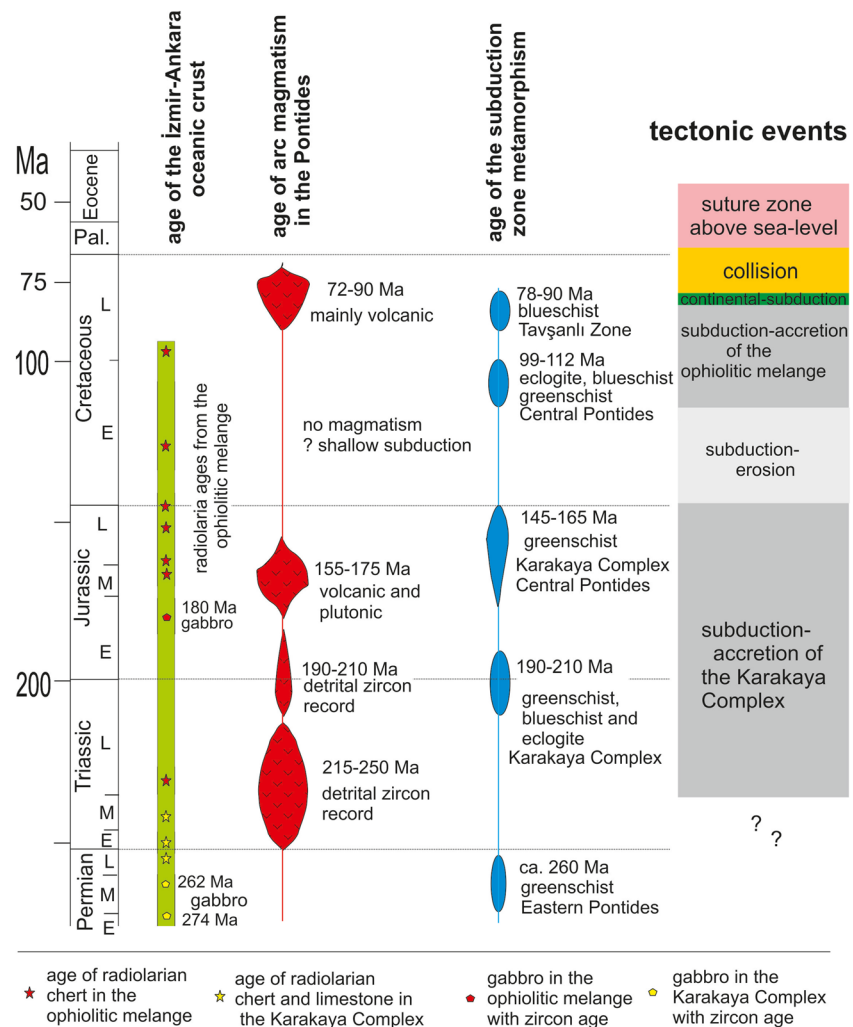 age of the İzmir-Ankara
oceanic crust
age of arc magmatism
in the Pontides
age of the subduction
zone metamorphism
tectonic events
Ma
50
75
100
200
Eocene
Pal.
Cretaceous
L
E
Jurassic
L
M
E
Triassic
L
M
E
Permian
L
M
E
radiolaria ages from the
ophiolitic melange
180 Ma
gabbro
262 Ma
gabbro
274 Ma
72-90 Ma
mainly volcanic
no magmatism
? shallow subduction
155-175 Ma
volcanic and
plutonic
190-210 Ma
detrital zircon
record
215-250 Ma
detrital zircon
record
78-90 Ma
blueschist
Tavşanlı Zone
99-112 Ma
eclogite, blueschist
greenschist
Central Pontides
145-165 Ma
greenschist
Karakaya Complex
Central Pontides
190-210 Ma
greenschist,
blueschist and
eclogite
Karakaya Complex
ca. 260 Ma
greenschist
Eastern Pontides
suture zone
above sea-level
collision
continental-subduction
subduction-accretion
of the
ophiolitic melange
subduction-
erosion
subduction-
accretion of
the Karakaya
Complex
?
?
age of radiolarian
chert in the
ophiolitic melange
age of radiolarian
chert and limestone in
the Karakaya Complex
gabbro in the
ophiolitic melange
with zircon age
gabbro in the
Karakaya Complex
with zircon age